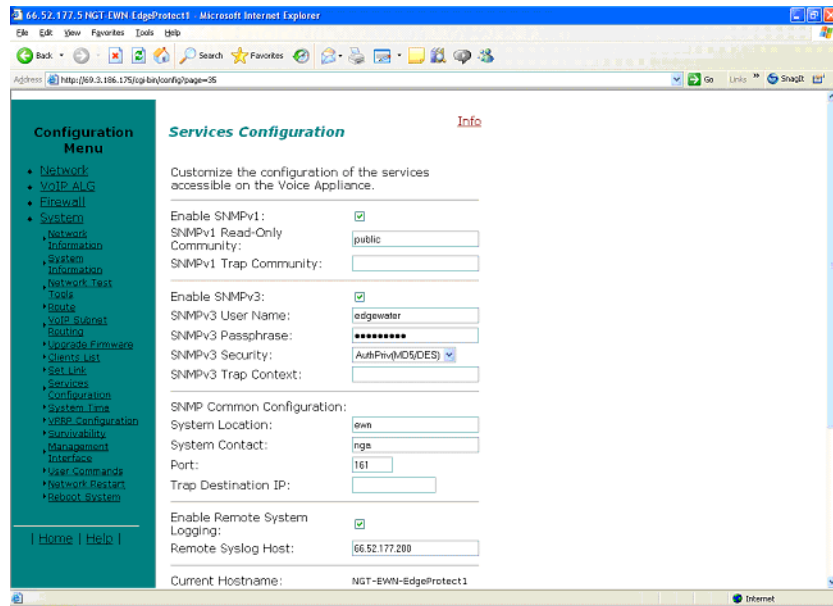 66.52.177.5 NGT-EWN-EdgeProtect1 - Microsoft Internet Explorer
File Edit View Favorites Tools Help
Back Search Favorites
Address http://69.3.186.175/cgi-bin/config?page=35 Go Links » SnagIt
Configuration Menu
Network
VoIP ALG
Firewall
System
Network Information
System Information
Network Test Tools
Route
VoIP Subnet Routing
Upgrade Firmware
Clients List
Set Link
Services Configuration
System Time
VRRP Configuration
Survivability
Management Interface
User Commands
Network Restart
Reboot System
| Home | Help |
Services Configuration
Info
Customize the configuration of the services
accessible on the Voice Appliance.
Enable SNMPv1:
SNMPv1 Read-Only Community: public
SNMPv1 Trap Community:
Enable SNMPv3:
SNMPv3 User Name: edgewater
SNMPv3 Passphrase: •••••••••
SNMPv3 Security: AuthPriv(MD5/DES)
SNMPv3 Trap Context:
SNMP Common Configuration:
System Location: ewn
System Contact:
Port: 161
Trap Destination IP:
Enable Remote System Logging:
Remote Syslog Host: 66.52.177.200
Current Hostname: NGT-EWN-EdgeProtect1
Internet